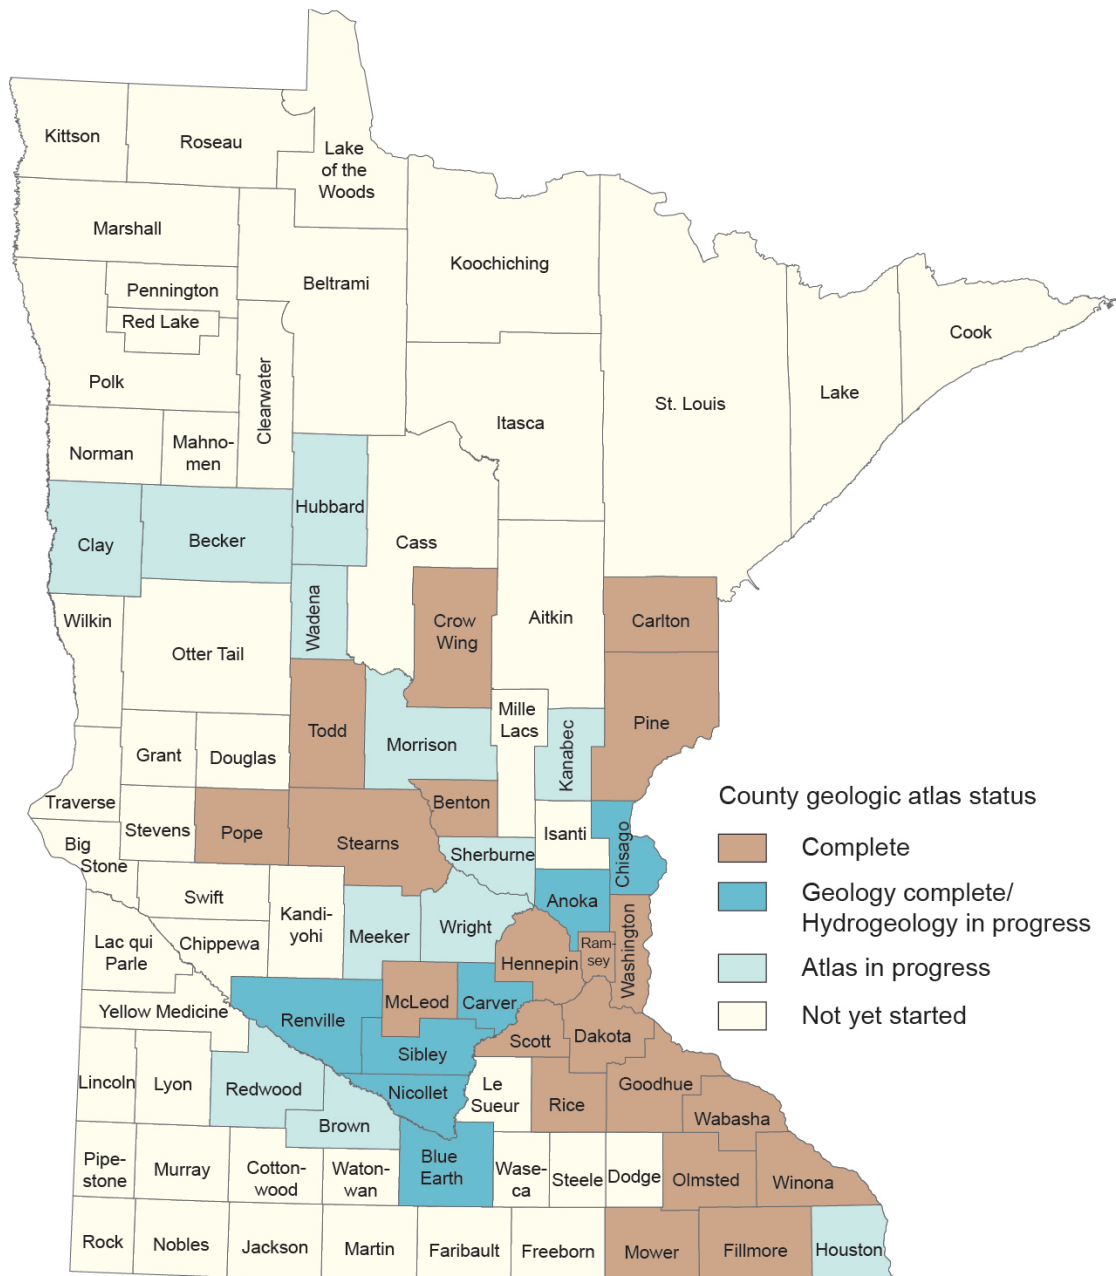 Kittson
Roseau
Lake
of the
Woods
Marshall
Koochiching
Beltrami
Pennington
Red Lake
Cook
Polk
Clearwater
Lake
St. Louis
Itasca
Norman
Mahno-
men
Hubbard
Clay
Becker
Cass
Wadena
Wilkin
Crow
Wing
Aitkin
Carlton
Otter Tail
Mille
Lacs
Pine
Todd
Morrison
Kanabec
Grant
Douglas
Traverse
Benton
Stevens
Pope
Stearns
Isanti
Chisago
Big
Stone
Sherburne
Swift
Anoka
Kandi-
yohi
Wright
Meeker
Washington
Lac qui
Parle
Chippewa
Ram-
sey
Hennepin
McLeod
Carver
Yellow Medicine
Renville
Scott
Dakota
Sibley
Lincoln
Lyon
Redwood
Nicollet
Le
Sueur
Rice
Goodhue
Wabasha
Brown
Pipe-
stone
Murray
Cotton-
wood
Waton-
wan
Blue
Earth
Wase-
ca
Steele
Dodge
Olmsted
Winona
Rock
Nobles
Jackson
Martin
Faribault
Freeborn
Mower
Fillmore
Houston
County geologic atlas status
Complete
Geology complete/
Hydrogeology in progress
Atlas in progress
Not yet started